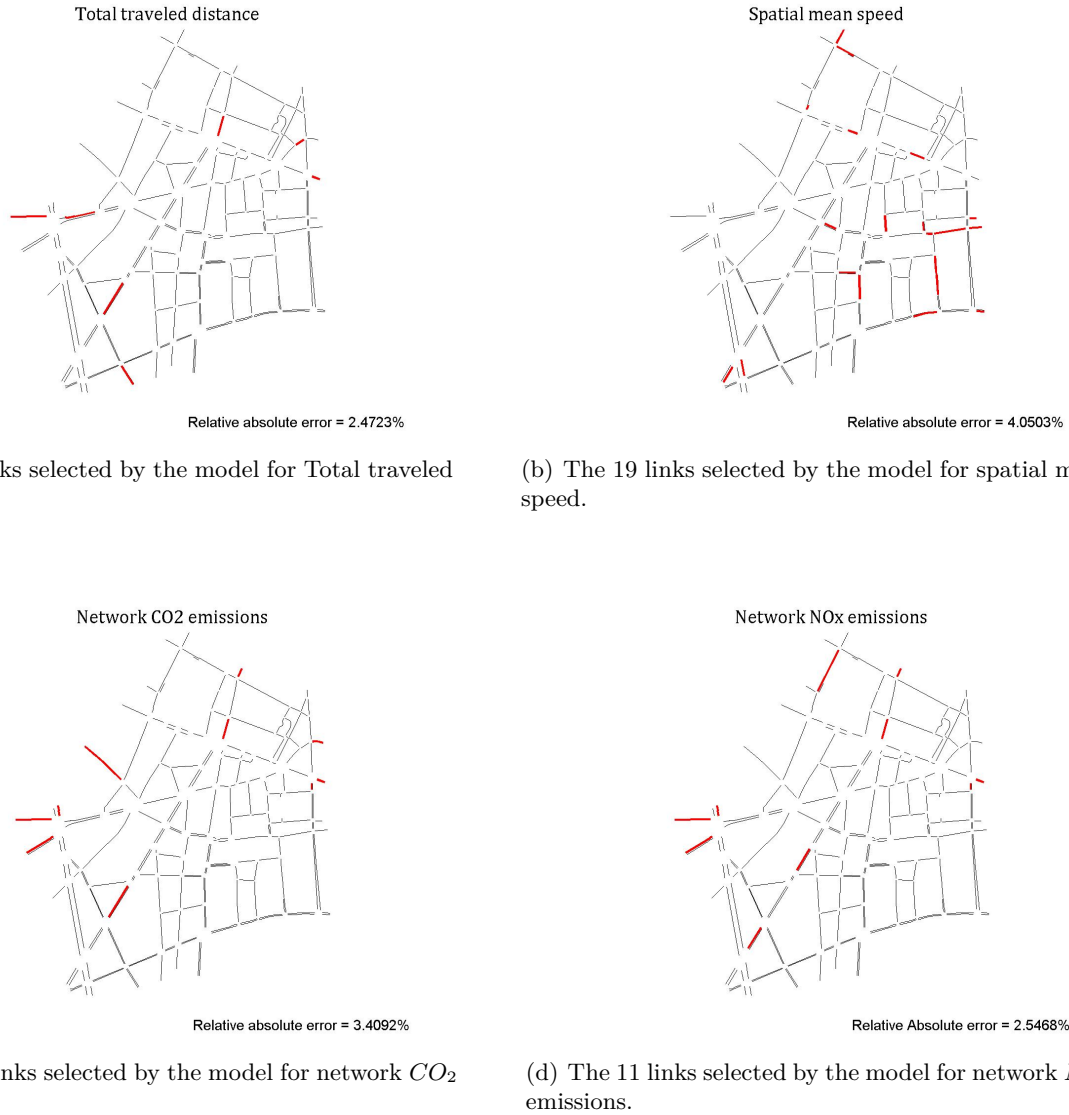 Total traveled distance
Spatial mean speed
Relative absolute error = 2.4723%
Relative absolute error = 4.0503%
selected by the model for Total traveled
(b) The 19 links selected by the model for spatial
speed.
Network CO2 emissions
Network NOx emissions
Relative absolute error = 3.4092%
Relative Absolute error = 2.5468%
selected by the model for network CO2
(d) The 11 links selected by the model for network
emissions.